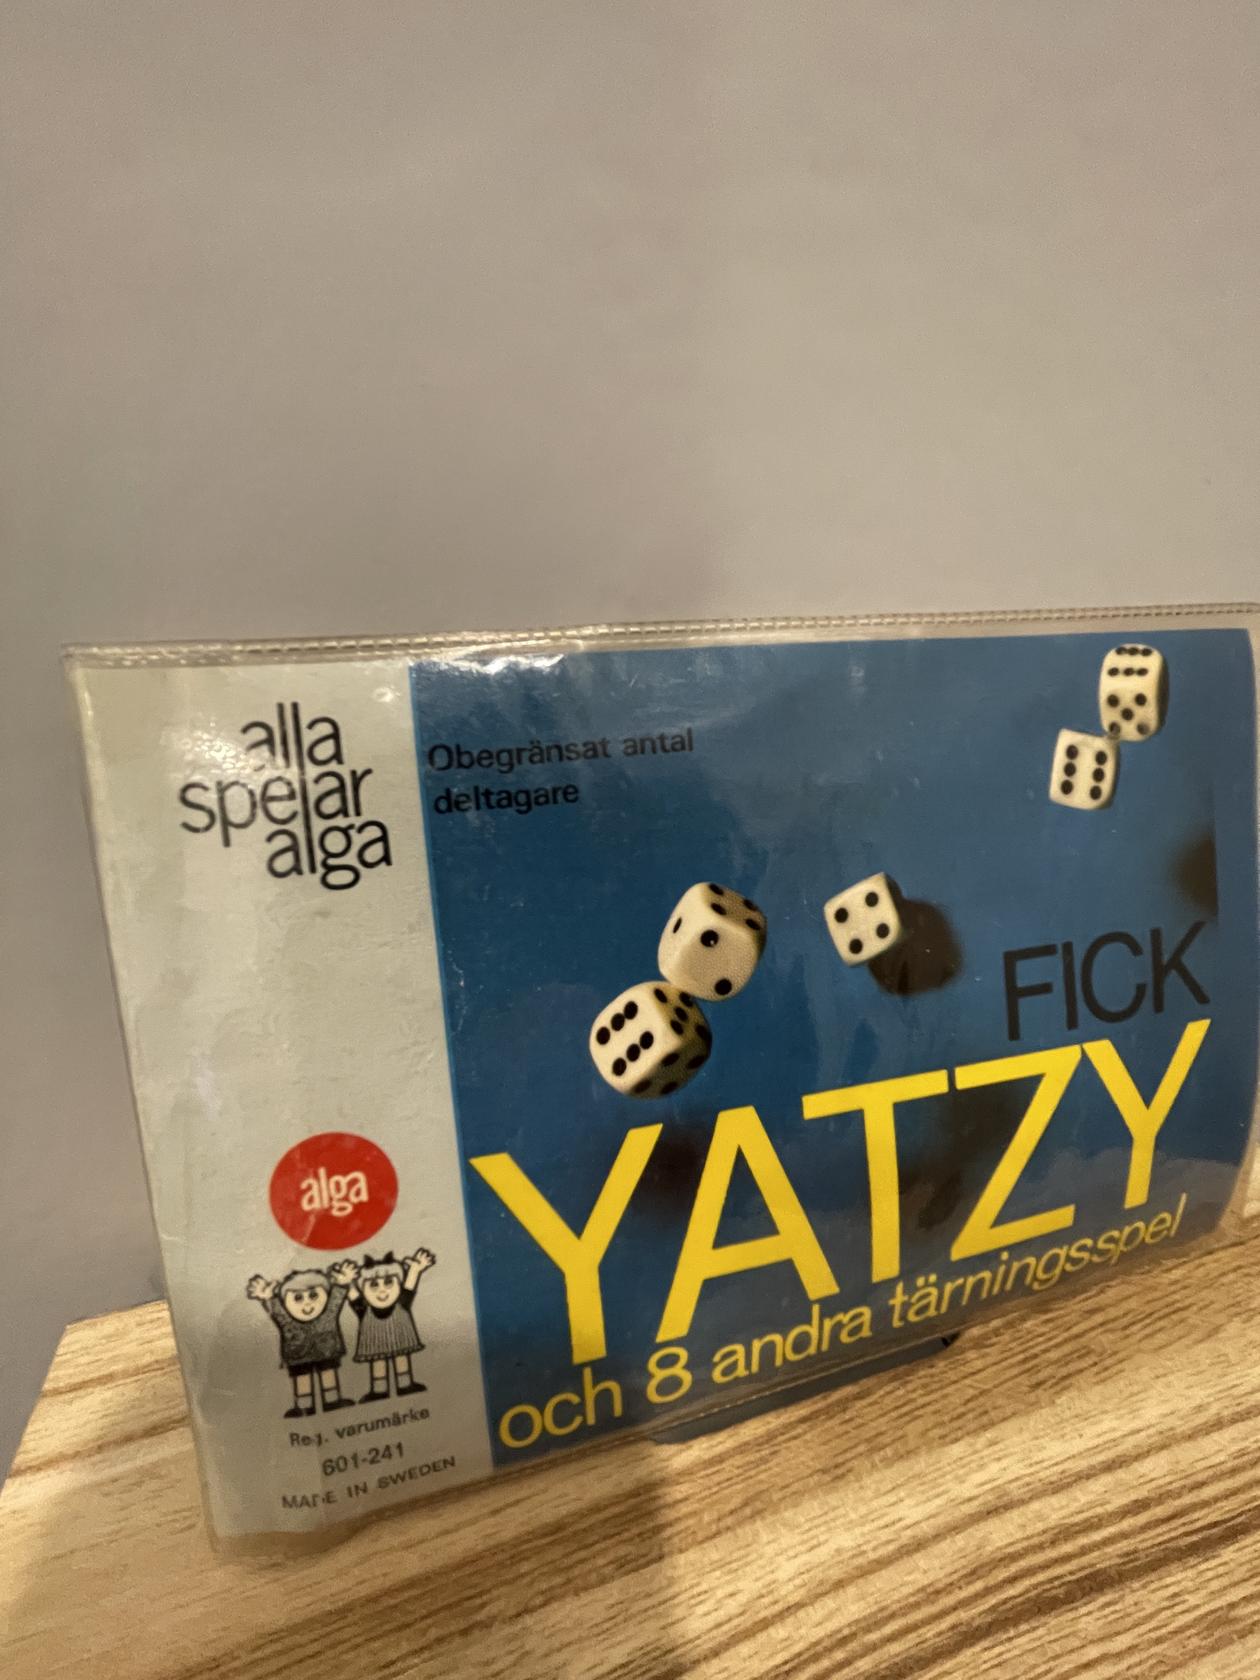 alla
spelar
alga
Obegränsat antal
deltagare
FICK
YATZY
och 8 andra tärningsspel
alga
Reg. varumärke
601-241
MADE IN SWEDEN